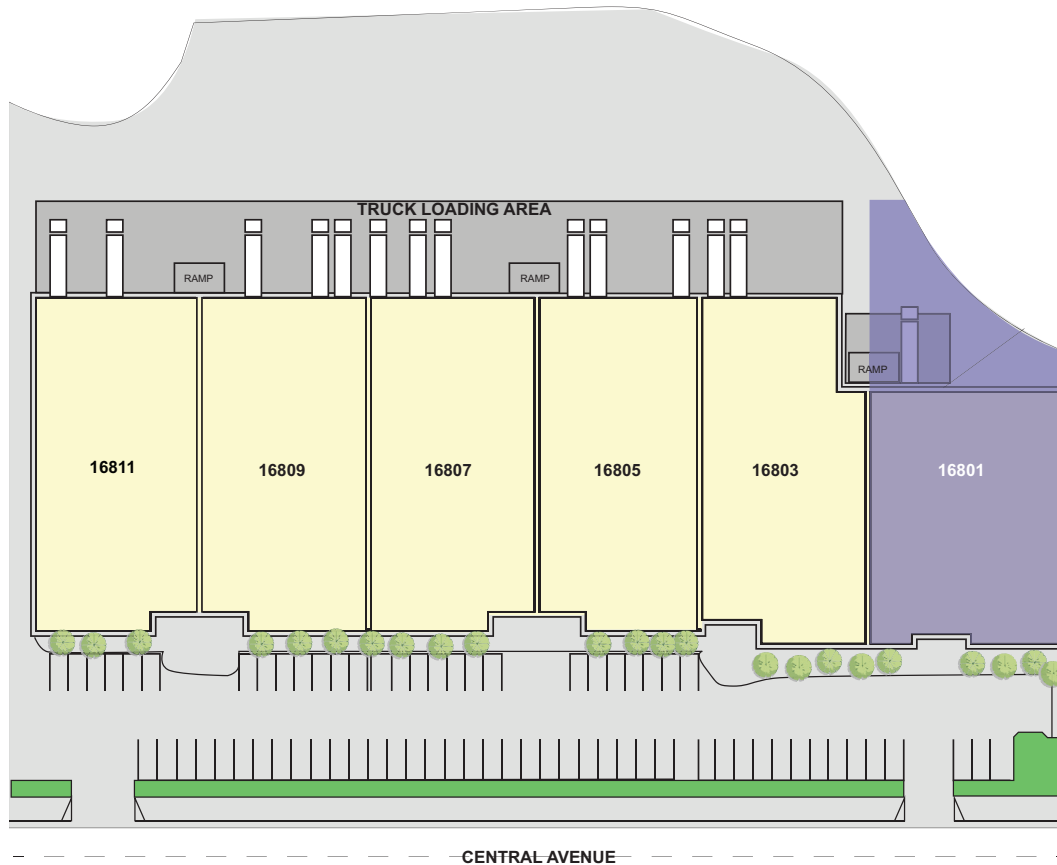 TRUCK LOADING AREA
RAMP
RAMP
RAMP
16811
16809
16807
16805
16803
16801
CENTRAL AVENUE